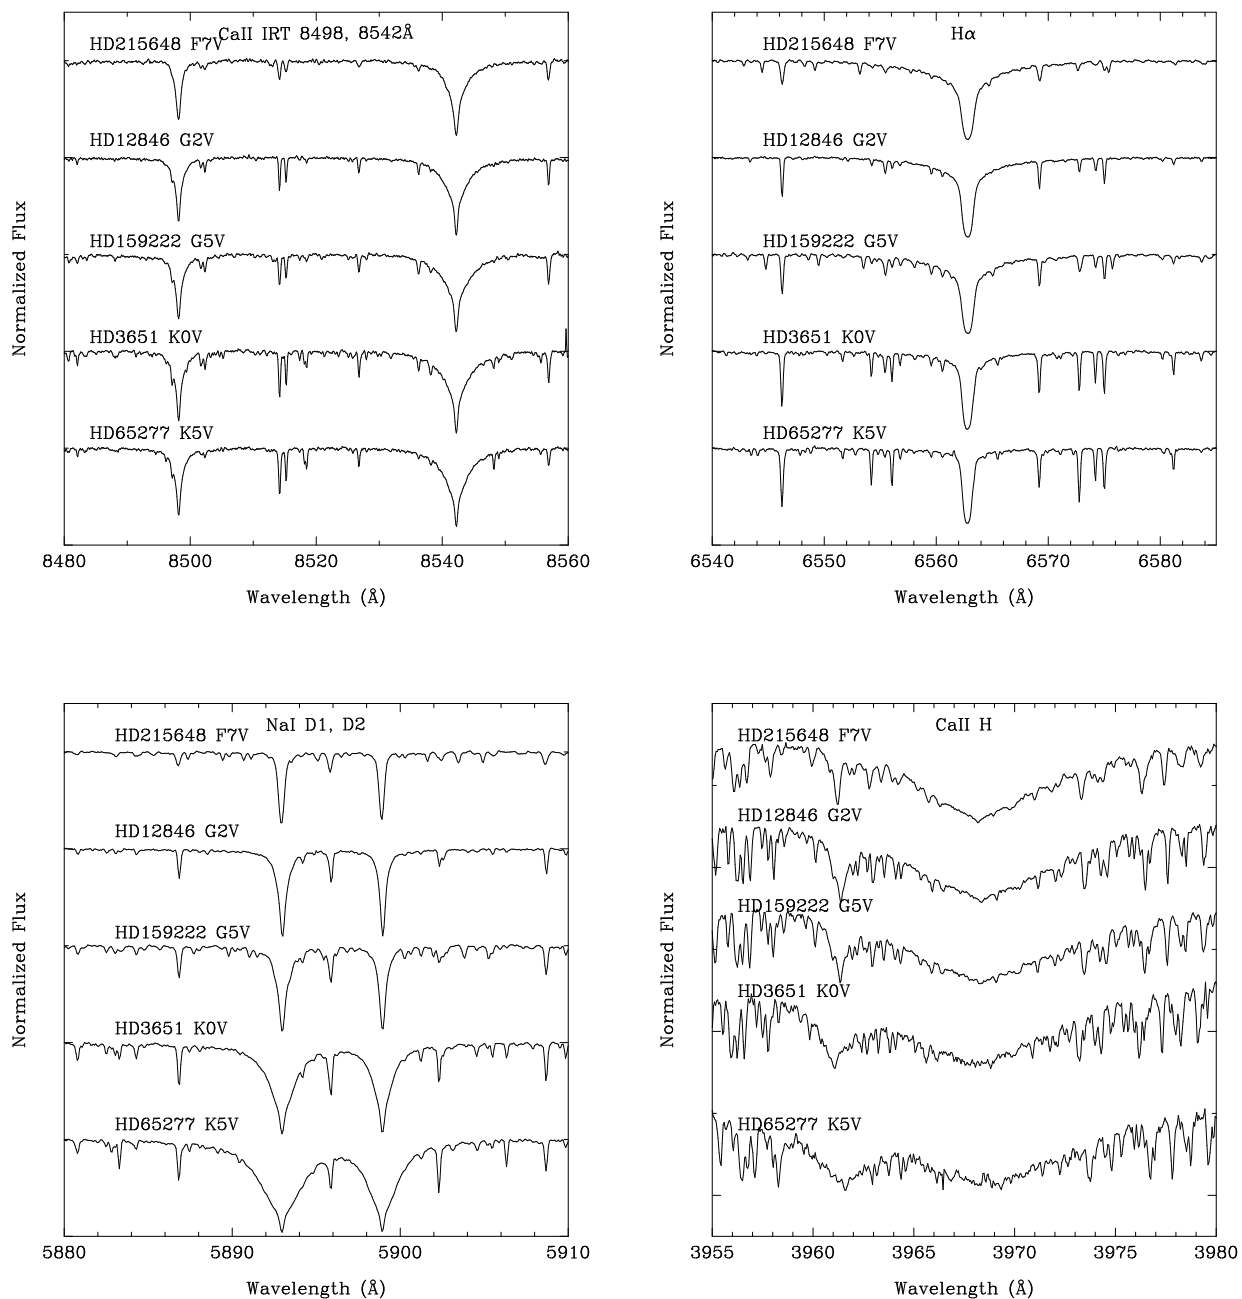 CaII IRT 8498, 8542Å
HD215648 F7V
HD12846 G2V
HD159222 G5V
HD3651 K0V
HD65277 K5V
Normalized Flux
8480 8500 8520 8540 8560
Wavelength (Å)
Hα
HD215648 F7V
HD12846 G2V
HD159222 G5V
HD3651 K0V
HD65277 K5V
Normalized Flux
6540 6550 6560 6570 6580
Wavelength (Å)
NaI D1, D2
HD215648 F7V
HD12846 G2V
HD159222 G5V
HD3651 K0V
HD65277 K5V
Normalized Flux
5880 5890 5900 5910
Wavelength (Å)
CaII H
HD215648 F7V
HD12846 G2V
HD159222 G5V
HD3651 K0V
HD65277 K5V
Normalized Flux
3955 3960 3965 3970 3975 3980
Wavelength (Å)